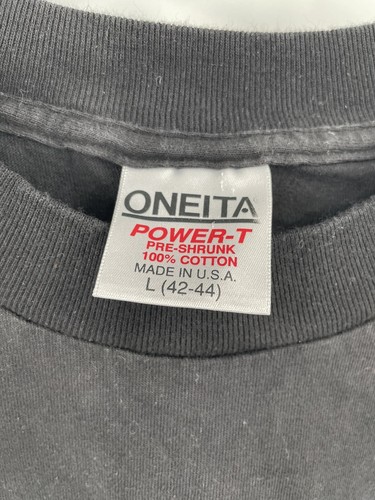 ONEITA
POWER-T
PRE-SHRUNK
100% COTTON
MADE IN U.S.A.
L (42-44)